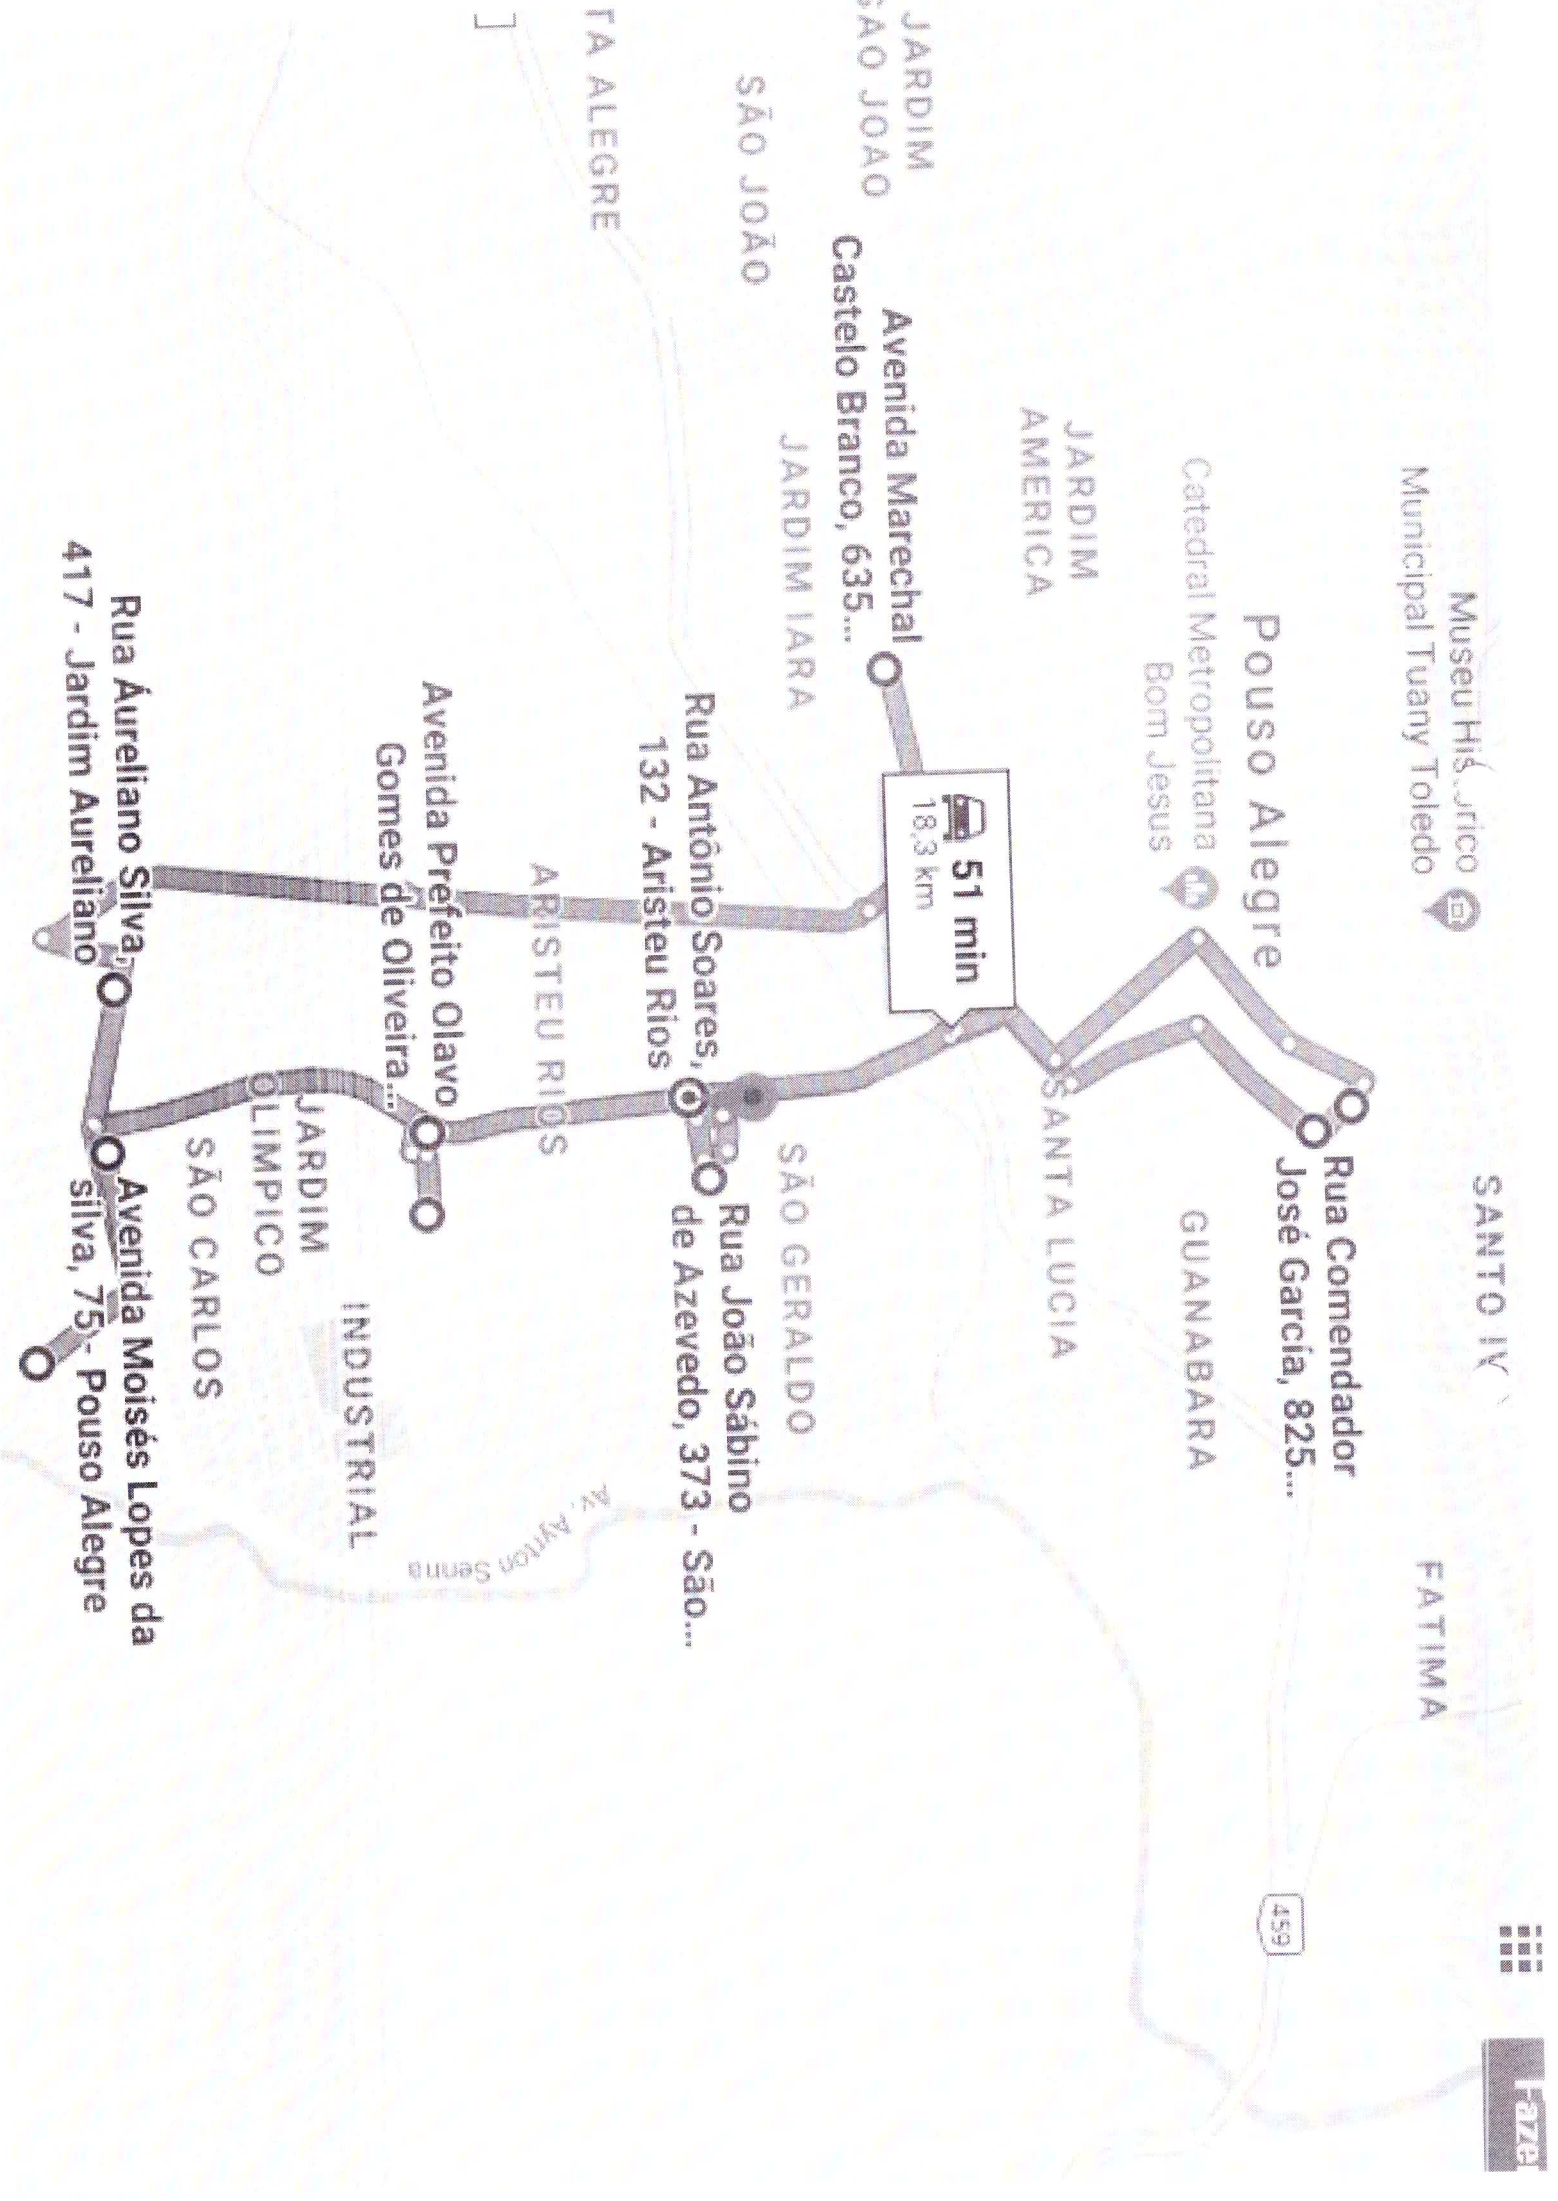 SANTO IV
Faze
Museu His
Municipal Tuany Toledo
FATIMA
Pouso Alegre
Rua Comendador
José Garcia, 825...
459
Catedral Metropolitana
Bom Jesus
GUANABARA
JARDIM
AMERICA
SANTA LUCIA
JARDIM
SÃO JOAO
51 min
18,3 km
Avenida Marechal
Castelo Branco, 635...
JARDIM IARA
SÃO JOÃO
SÃO GERALDO
Rua João Sábino
de Azevedo, 373 - São...
Rua Antônio Soares,
132 - Aristeu Rios
TA ALEGRE
ARISTEU RIOS
Av. Ayrton Senna
Avenida Prefeito Olavo
Gomes de Oliveira...
INDUSTRIAL
JARDIM
OLIMPICO
SÃO CARLOS
Rua Áureliano Silva,
417 - Jardim Aureliano
Avenida Moisés Lopes da
silva, 75 - Pouso Alegre